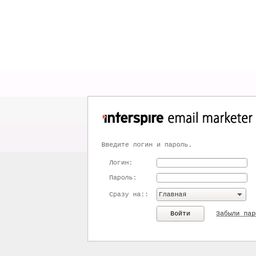 interspire email marketer
Введите логин и пароль.
Логин:
Пароль:
Сразу на::
Главная
Войти
Забыли пар